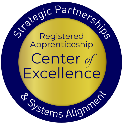 Strategic Partnerships
Registered
Apprenticeship
Center of
Excellence
& Systems Alignment